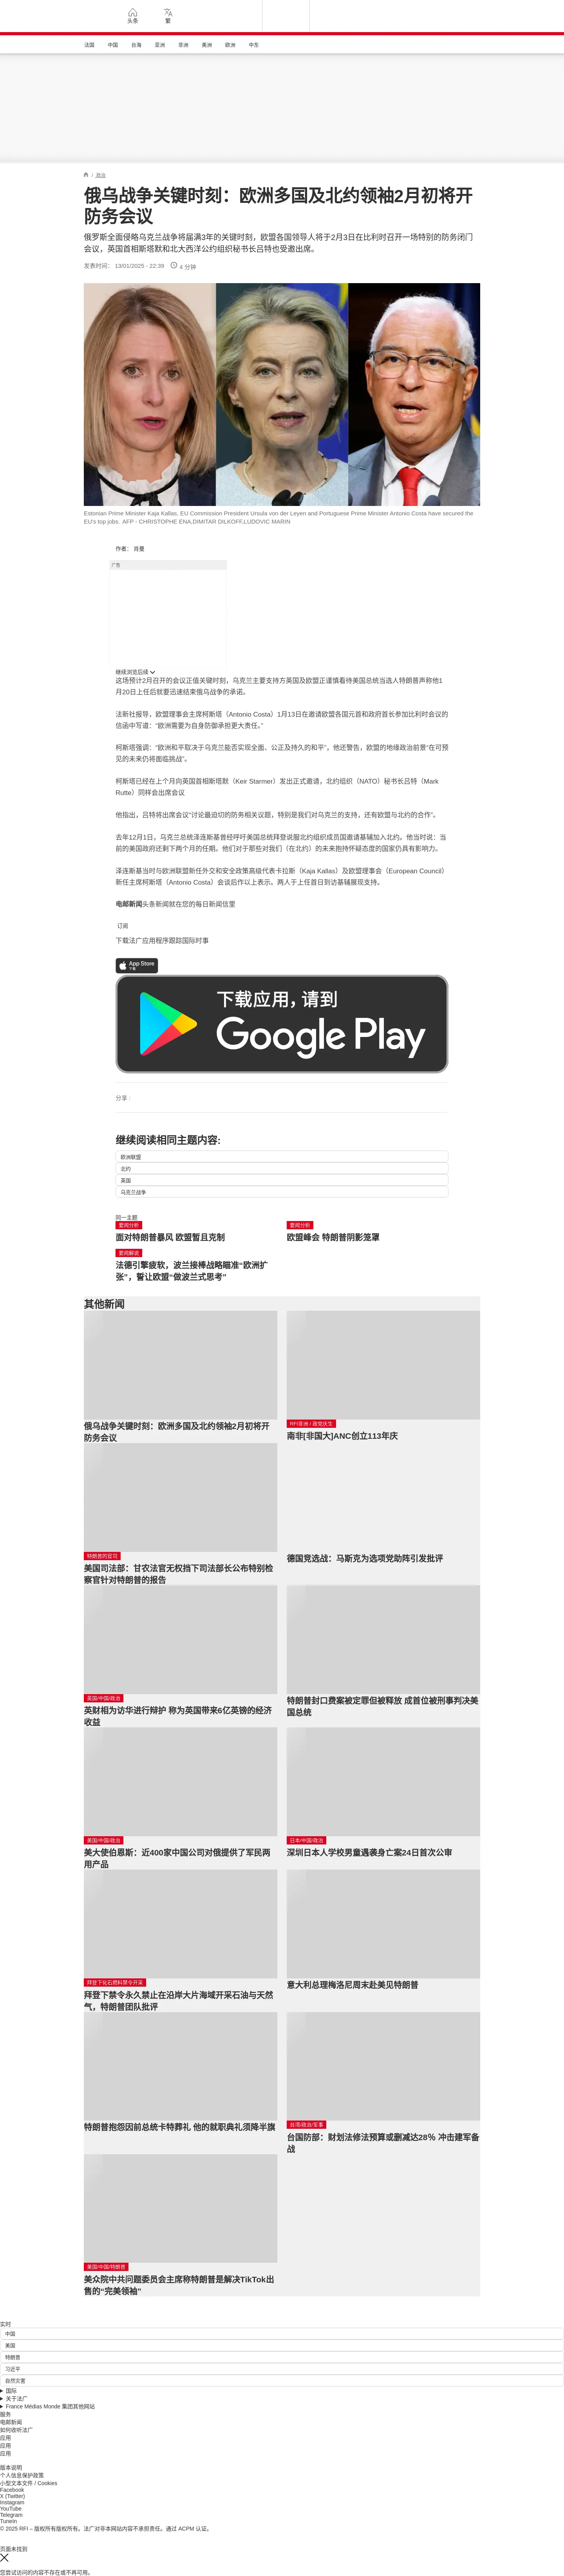 头条
繁
法国
中国
台海
亚洲
非洲
美洲
欧洲
中东
/ 政治
俄乌战争关键时刻：欧洲多国及北约领袖2月初将开
防务会议
俄罗斯全面侵略乌克兰战争将届满3年的关键时刻，欧盟各国领导人将于2月3日在比利时召开一场特别的防务闭门
会议，英国首相斯塔默和北大西洋公约组织秘书长吕特也受邀出席。
发表时间： 13/01/2025 - 22:39
4 分钟
Estonian Prime Minister Kaja Kallas, EU Commission President Ursula von der Leyen and Portuguese Prime Minister Antonio Costa have secured the
EU's top jobs. AFP - CHRISTOPHE ENA,DIMITAR DILKOFF,LUDOVIC MARIN
作者： 肖曼
广告
继续浏览后续
这场预计2月召开的会议正值关键时刻，乌克兰主要支持方英国及欧盟正谨慎看待美国总统当选人特朗普声称他1
月20日上任后就要迅速结束俄乌战争的承诺。
法新社报导，欧盟理事会主席柯斯塔（Antonio Costa）1月13日在邀请欧盟各国元首和政府首长参加比利时会议的
信函中写道：“欧洲需要为自身防御承担更大责任。”
柯斯塔强调：“欧洲和平取决于乌克兰能否实现全面、公正及持久的和平”，他还警告，欧盟的地缘政治前景“在可预
见的未来仍将面临挑战”。
柯斯塔已经在上个月向英国首相斯塔默（Keir Starmer）发出正式邀请，北约组织（NATO）秘书长吕特（Mark
Rutte）同样会出席会议
他指出，吕特将出席会议“讨论最迫切的防务相关议题，特别是我们对乌克兰的支持，还有欧盟与北约的合作”。
去年12月1日，乌克兰总统泽连斯基曾经呼吁美国总统拜登说服北约组织成员国邀请基辅加入北约。他当时说：当
前的美国政府还剩下两个月的任期。他们对于那些对我们（在北约）的未来抱持怀疑态度的国家仍具有影响力。
泽连斯基当时与欧洲联盟新任外交和安全政策高级代表卡拉斯（Kaja Kallas）及欧盟理事会（European Council）
新任主席柯斯塔（Antonio Costa）会谈后作以上表示。两人于上任首日到访基辅展现支持。
电邮新闻头条新闻就在您的每日新闻信里
订阅
下载法广应用程序跟踪国际时事
App Store
下载
下载应用，请到
Google Play
分享 :
继续阅读相同主题内容:
欧洲联盟
北约
英国
乌克兰战争
同一主题
要闻分析
面对特朗普暴风 欧盟暂且克制
要闻分析
欧盟峰会 特朗普阴影笼罩
要闻解说
法德引擎疲软，波兰接棒战略瞄准“欧洲扩
张”，誓让欧盟“做波兰式思考”
其他新闻
俄乌战争关键时刻：欧洲多国及北约领袖2月初将开
防务会议
RFI非洲 / 政党庆生
南非[非国大]ANC创立113年庆
特朗普的官司
美国司法部：甘农法官无权挡下司法部长公布特别检
察官针对特朗普的报告
德国竞选战：马斯克为选项党助阵引发批评
英国/中国/政治
英财相为访华进行辩护 称为英国带来6亿英镑的经济
收益
特朗普封口费案被定罪但被释放 成首位被刑事判决美
国总统
美国/中国/政治
美大使伯恩斯：近400家中国公司对俄提供了军民两
用产品
日本/中国/政治
深圳日本人学校男童遇袭身亡案24日首次公审
拜登下化石燃料禁令开采
拜登下禁令永久禁止在沿岸大片海域开采石油与天然
气，特朗普团队批评
意大利总理梅洛尼周末赴美见特朗普
特朗普抱怨因前总统卡特葬礼 他的就职典礼须降半旗
台湾/政治/军事
台国防部：财划法修法预算或删减达28％ 冲击建军备
战
美国/中国/特朗普
美众院中共问题委员会主席称特朗普是解决TikTok出
售的“完美领袖”
实时
中国
美国
特朗普
习近平
自然灾害
国际
关于法广
France Médias Monde 集团其他网站
服务
电邮新闻
如何收听法广
应用
应用
应用
版本说明
个人信息保护政策
小型文本文件 / Cookies
Facebook
X (Twitter)
Instagram
YouTube
Telegram
TuneIn
© 2025 RFI – 版权所有版权所有。法广对非本网站内容不承担责任。通过 ACPM 认证。
页面未找到
您尝试访问的内容不存在或不再可用。